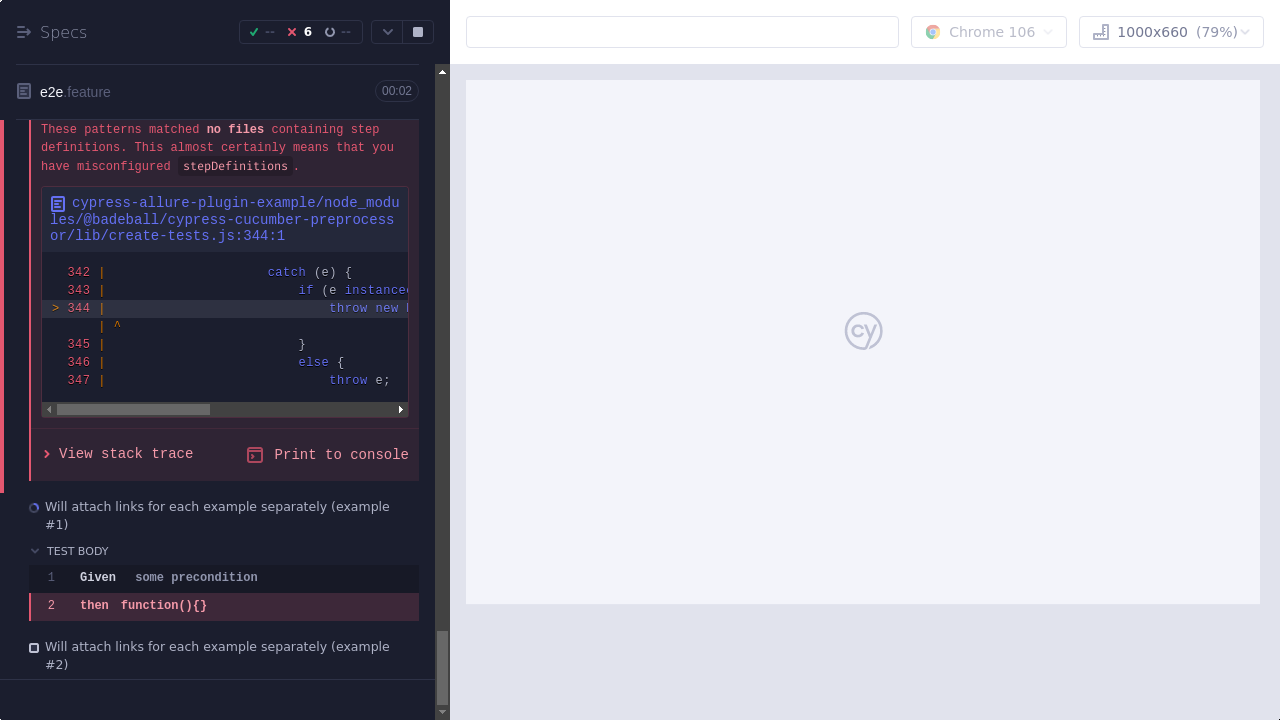 Specs
-- 6 --
Chrome 106
1000x660 (79%)
e2e.feature
00:02
These patterns matched no files containing step
definitions. This almost certainly means that you
have misconfigured stepDefinitions.
cypress-allure-plugin-example/node_modu
les/@badeball/cypress-cucumber-preprocess
or/lib/create-tests.js:344:1
342 | catch (e) {
343 | if (e instance
> 344 | throw new
| ^
345 | }
346 | else {
347 | throw e;
View stack trace
Print to console
Will attach links for each example separately (example
#1)
TEST BODY
1 Given some precondition
2 then function(){}
Will attach links for each example separately (example
#2)
cy